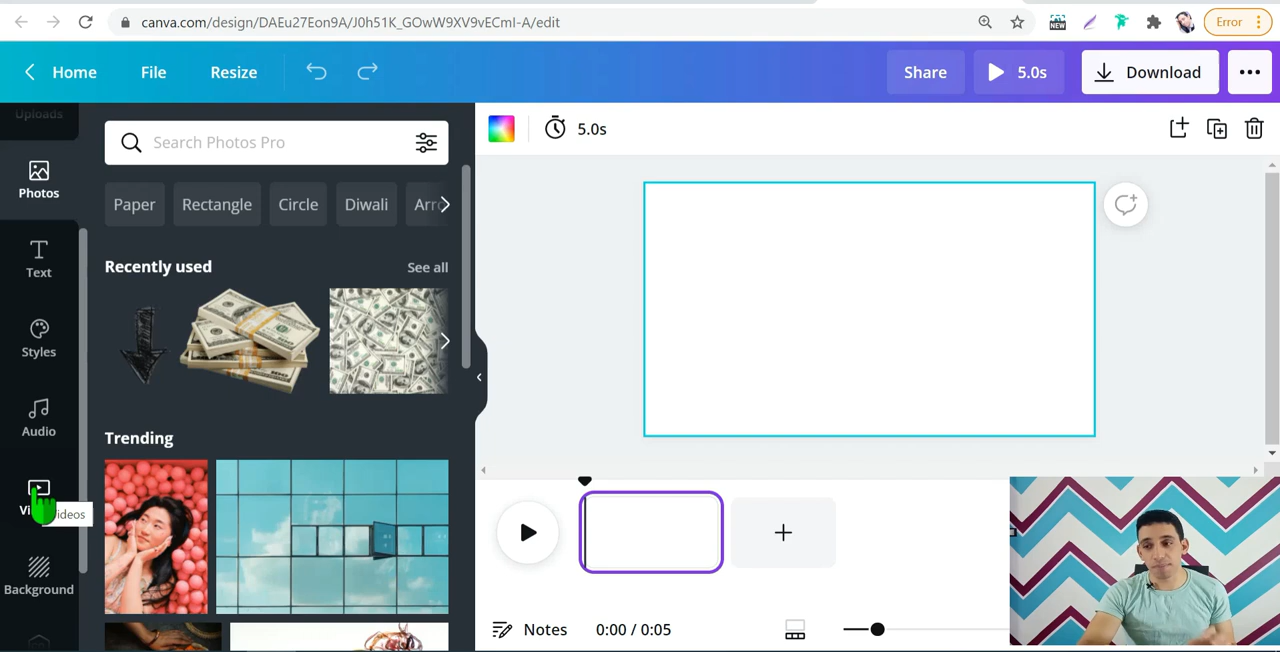 canva.com/design/DAEu27Eon9A/J0h51K_GOwW9XV9vECmI-A/edit
NEW
Error
Home
File
Resize
Share
5.0s
Download
Uploads
Photos
Text
Styles
Audio
Videos
Background
Search Photos Pro
Paper
Rectangle
Circle
Diwali
Arro
Recently used
See all
Trending
5.0s
Notes
0:00 / 0:05